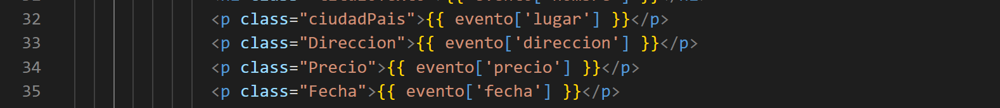 32 <p class="ciudadPais">{{ evento['lugar'] }}</p>
33 <p class="Direccion">{{ evento['direccion'] }}</p>
34 <p class="Precio">{{ evento['precio'] }}</p>
35 <p class="Fecha">{{ evento['fecha'] }}</p>